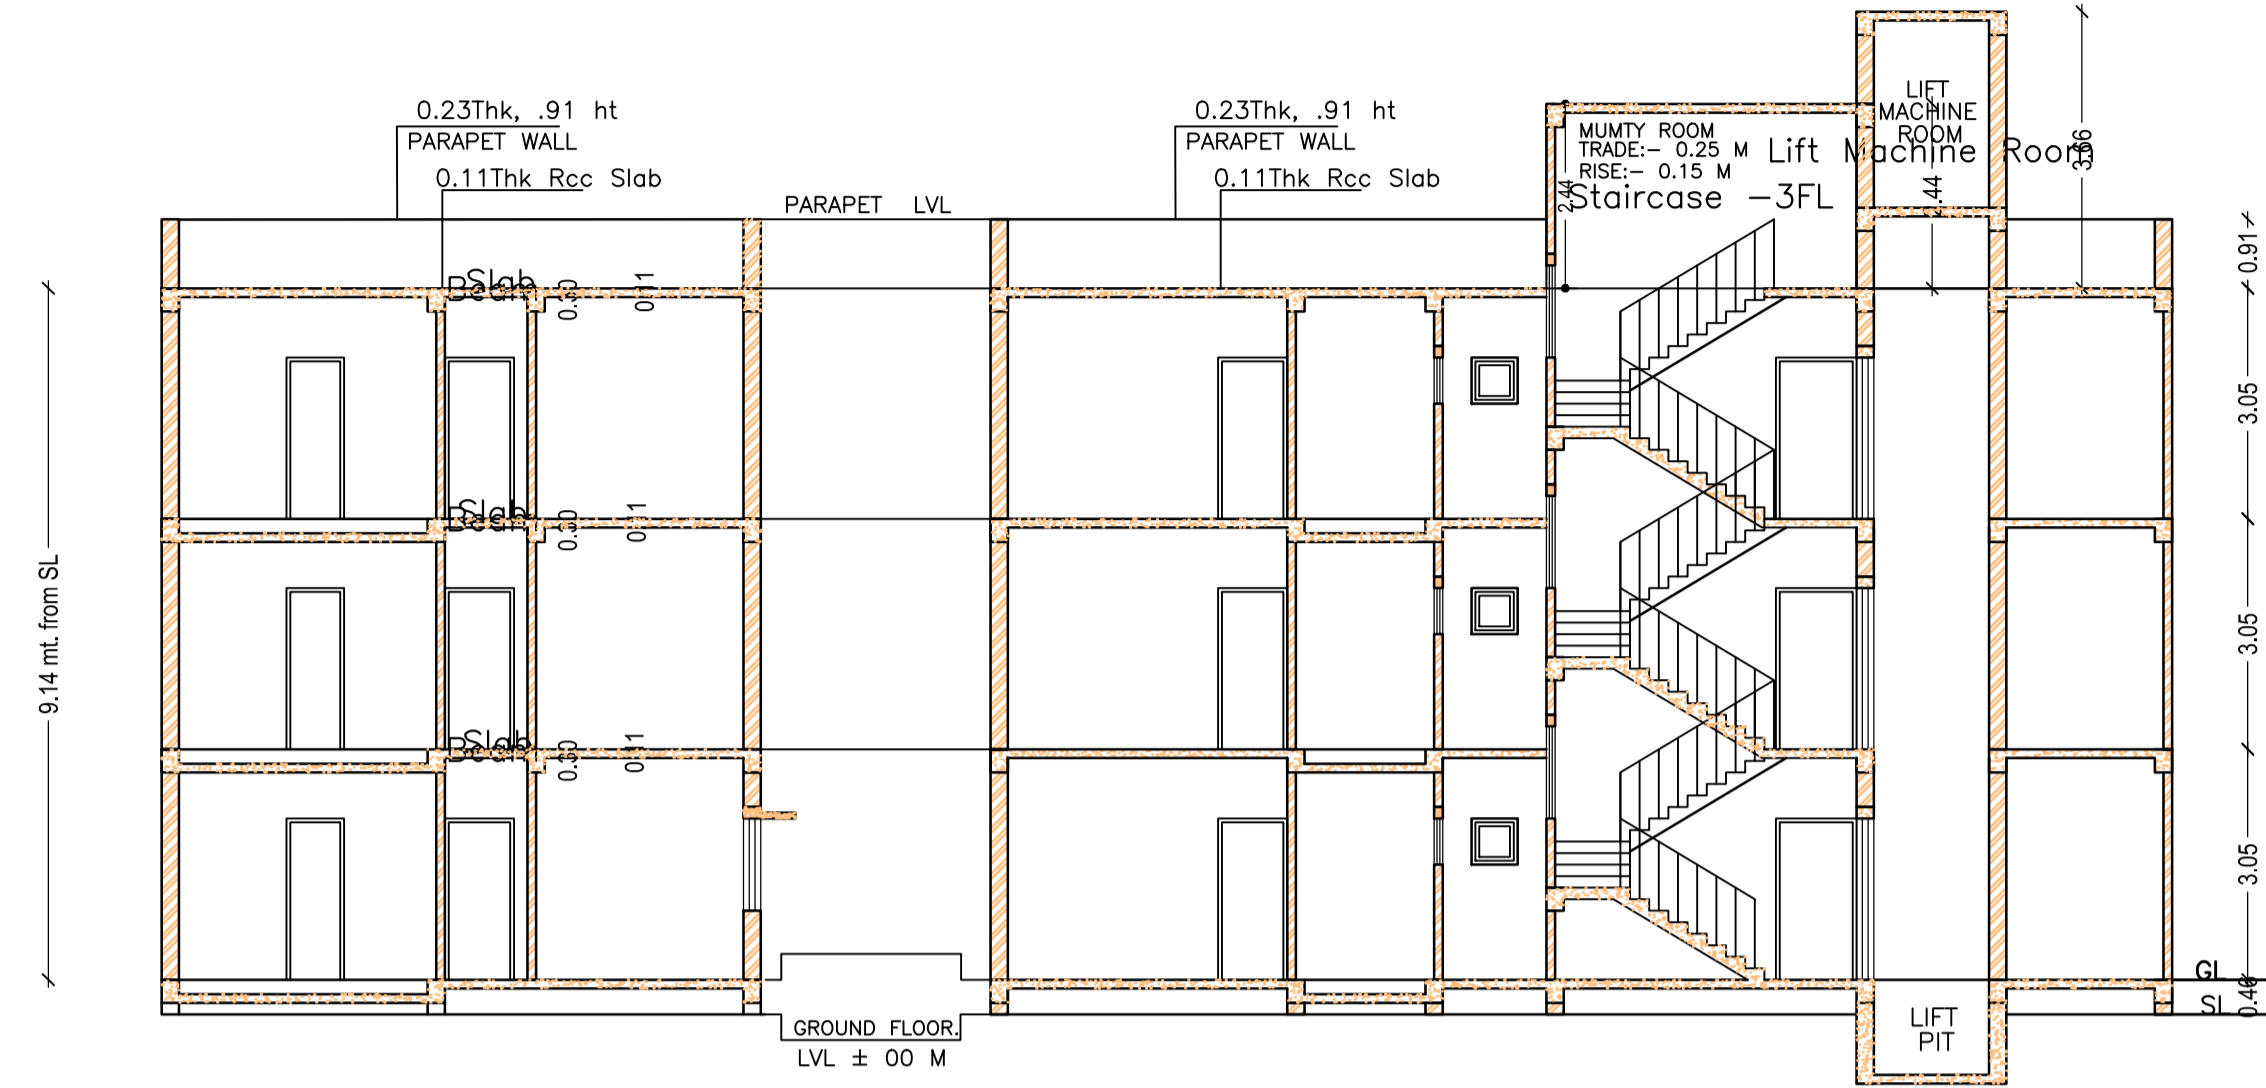 0.23Thk, .91 ht
PARAPET WALL
0.11Thk Rcc Slab
PARAPET LVL
0.23Thk, .91 ht
PARAPET WALL
0.11Thk Rcc Slab
MUMTY ROOM
TRADE:- 0.25 M
RISE:- 0.15 M
Staircase -3FL
2.44
LIFT
MACHINE
ROOM
Lift Machine Room
.44
3.66
0.91
3.05
3.05
3.05
0.46
9.14 mt. from SL
Slab
Beam
0.30
0.11
Slab
Beam
0.30
0.11
Slab
Beam
0.30
0.11
GL
SL
LIFT
PIT
GROUND FLOOR.
LVL ± 00 M